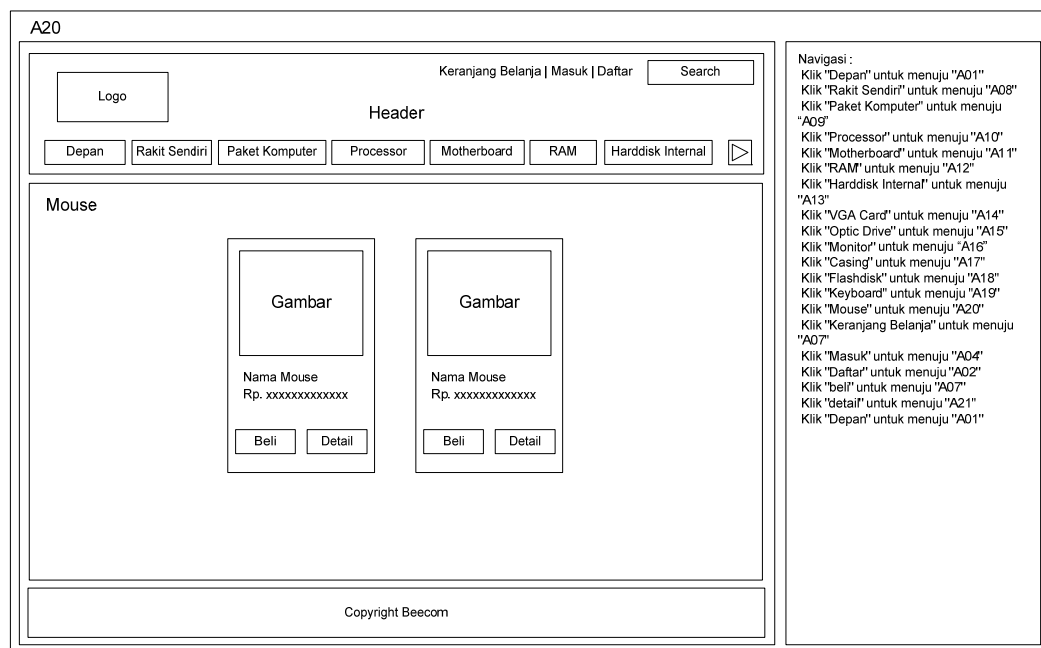 A20
Keranjang Belanja | Masuk | Daftar
Search
Logo
Header
Depan
Rakit Sendiri
Paket Komputer
Processor
Motherboard
RAM
Harddisk Internal
Mouse
Gambar
Nama Mouse
Rp. xxxxxxxxxxxxx
Beli
Detail
Gambar
Nama Mouse
Rp. xxxxxxxxxxxxx
Beli
Detail
Copyright Beecom
Navigasi :
Klik "Depan" untuk menuju "A01"
Klik "Rakit Sendiri" untuk menuju "A08"
Klik "Paket Komputer" untuk menuju
“A09”
Klik "Processor" untuk menuju "A10"
Klik "Motherboard" untuk menuju "A11"
Klik "RAM" untuk menuju "A12"
Klik "Harddisk Internal" untuk menuju
"A13"
Klik "VGA Card" untuk menuju "A14"
Klik "Optic Drive" untuk menuju "A15"
Klik "Monitor" untuk menuju “A16”
Klik "Casing" untuk menuju "A17"
Klik "Flashdisk" untuk menuju "A18"
Klik "Keyboard" untuk menuju "A19"
Klik "Mouse" untuk menuju "A20"
Klik "Keranjang Belanja" untuk menuju
"A07"
Klik "Masuk" untuk menuju "A04"
Klik "Daftar" untuk menuju "A02"
Klik "beli" untuk menuju "A07"
Klik "detail" untuk menuju "A21"
Klik "Depan" untuk menuju "A01"